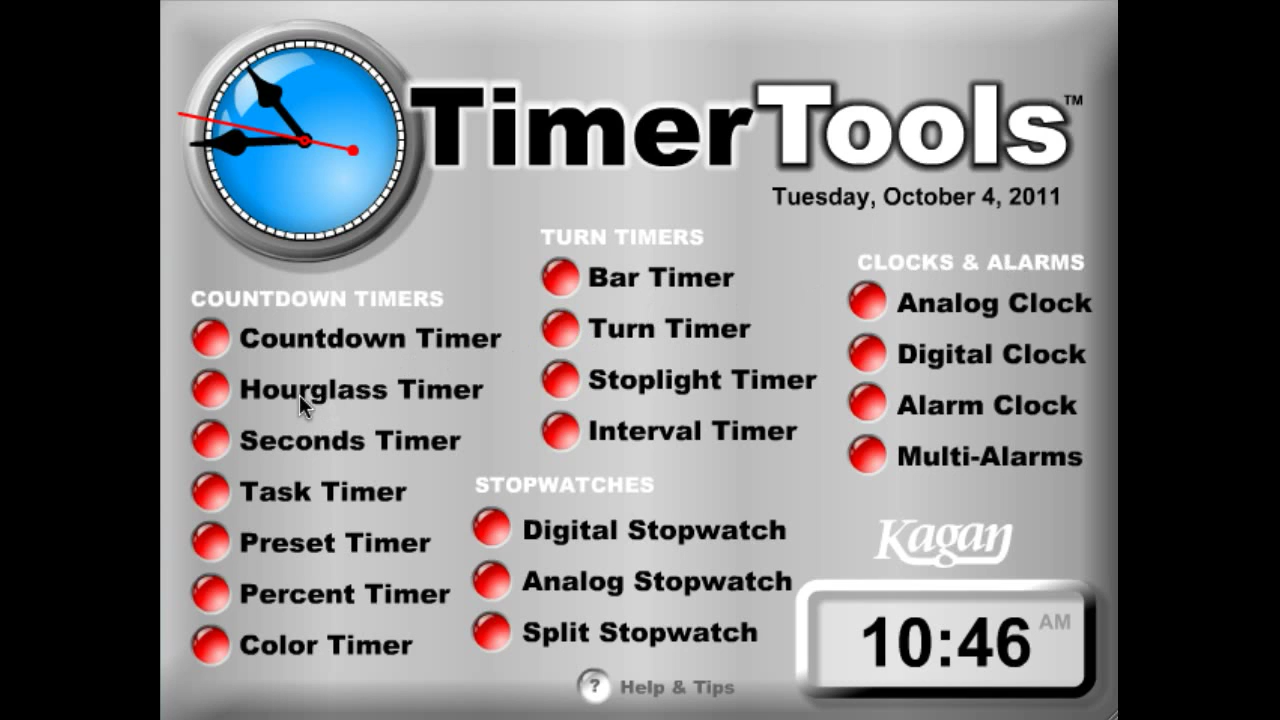 TimerTools™
Tuesday, October 4, 2011
COUNTDOWN TIMERS
Countdown Timer
Hourglass Timer
Seconds Timer
Task Timer
Preset Timer
Percent Timer
Color Timer
TURN TIMERS
Bar Timer
Turn Timer
Stoplight Timer
Interval Timer
STOPWATCHES
Digital Stopwatch
Analog Stopwatch
Split Stopwatch
? Help & Tips
CLOCKS & ALARMS
Analog Clock
Digital Clock
Alarm Clock
Multi-Alarms
Kagan
10:46 AM